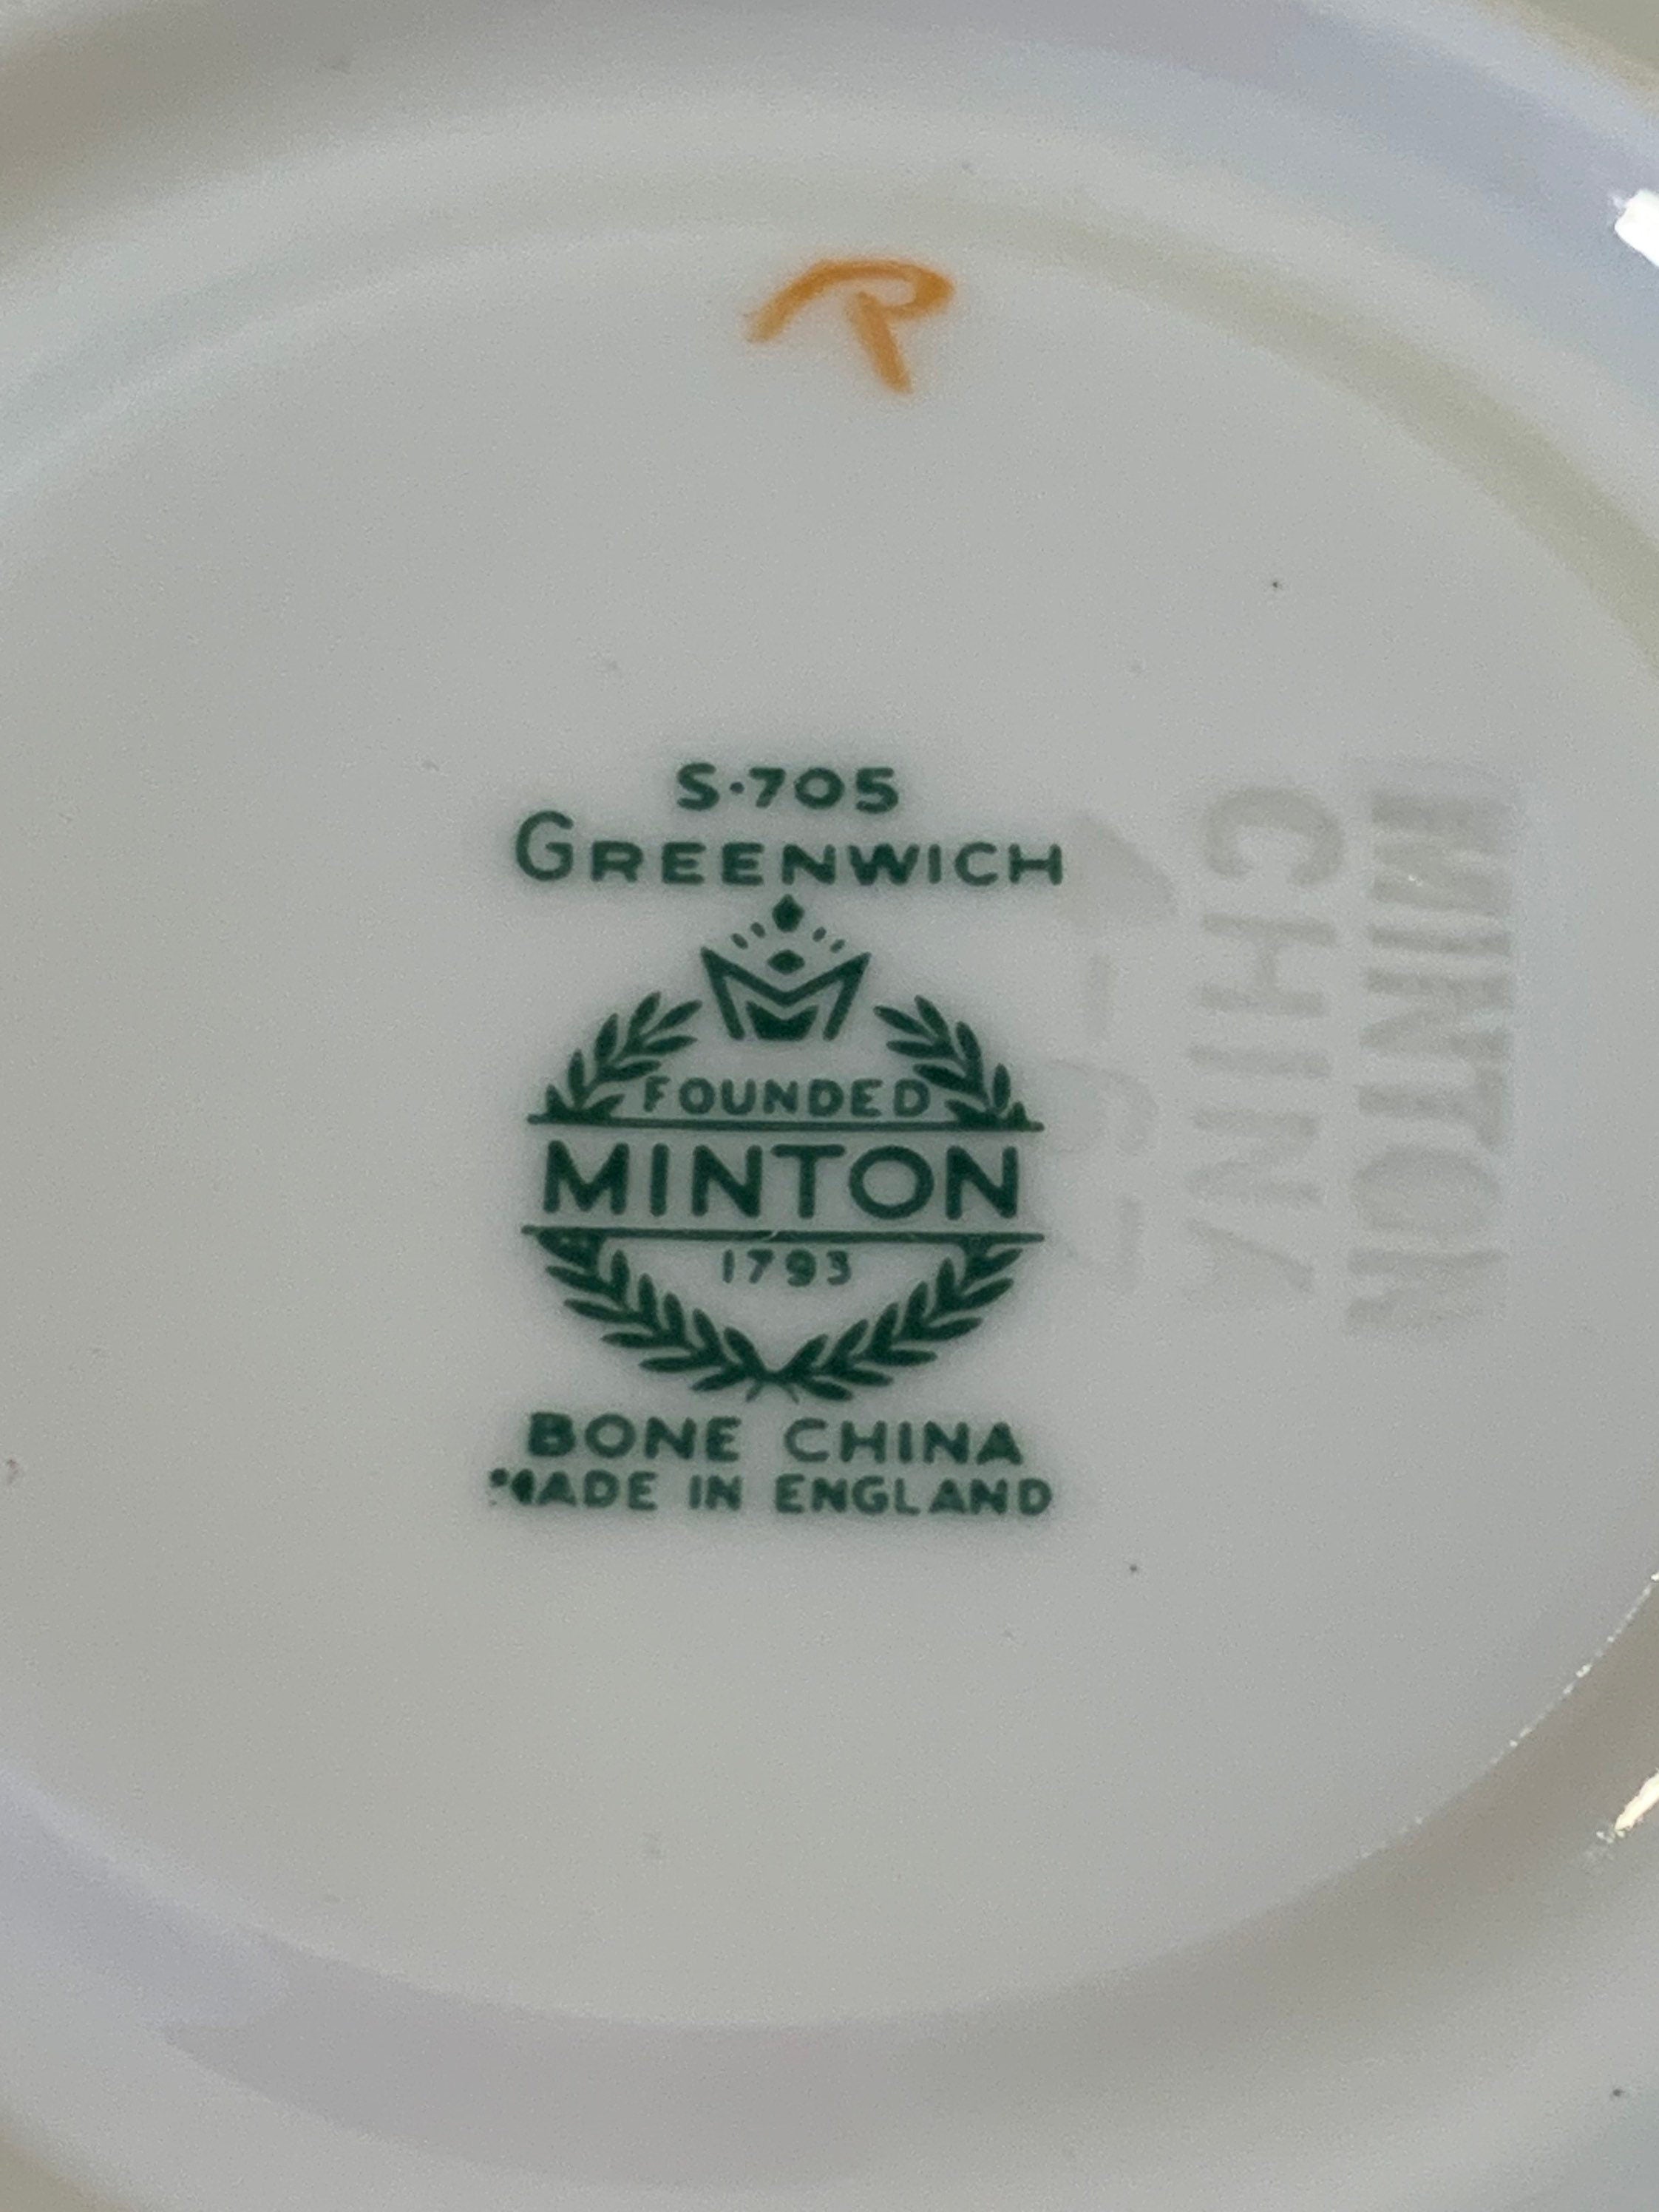 R
S·705
GREENWICH
FOUNDED
MINTON
1793
BONE CHINA
MADE IN ENGLAND
MINTON
CHINA